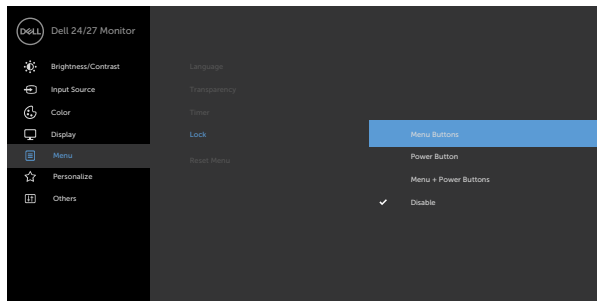 DELL
Dell 24/27 Monitor
Brightness/Contrast
Input Source
Color
Display
Menu
Personalize
Others
Language
Transparency
Timer
Lock
Reset Menu
Menu Buttons
Power Button
Menu + Power Buttons
Disable